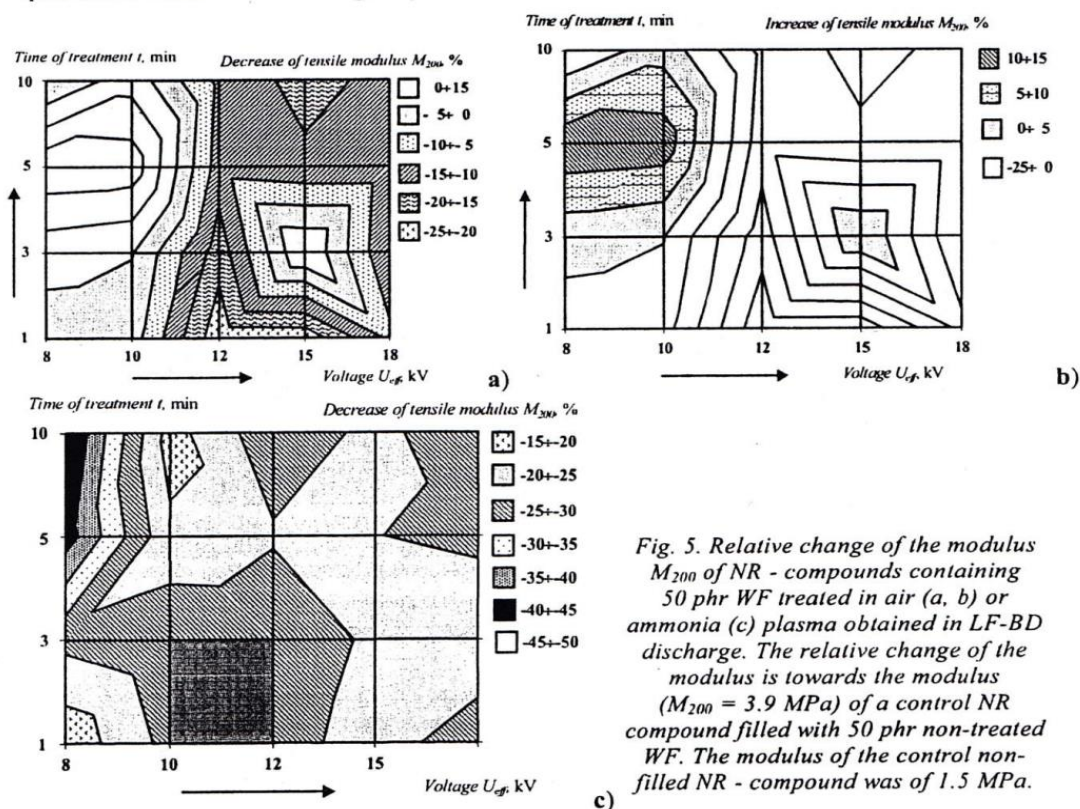 Time of treatment t, min
Decrease of tensile modulus M200, %
10
5
3
1
8
10
12
15
18
Voltage Ueff, kV
0÷15
- 5÷ 0
-10÷- 5
-15÷-10
-20÷-15
-25÷-20
a)
Time of treatment t, min
Increase of tensile modulus M200, %
10
5
3
1
8
10
12
15
18
Voltage Ueff, kV
10÷15
5÷10
0÷ 5
-25÷ 0
b)
Time of treatment t, min
Decrease of tensile modulus M200, %
10
5
3
1
8
10
12
15
Voltage Ueff, kV
-15÷-20
-20÷-25
-25÷-30
-30÷-35
-35÷-40
-40÷-45
-45÷-50
c)
Fig. 5. Relative change of the modulus
M200 of NR - compounds containing
50 phr WF treated in air (a, b) or
ammonia (c) plasma obtained in LF-BD
discharge. The relative change of the
modulus is towards the modulus
(M200 = 3.9 MPa) of a control NR
compound filled with 50 phr non-treated
WF. The modulus of the control non-
filled NR - compound was of 1.5 MPa.